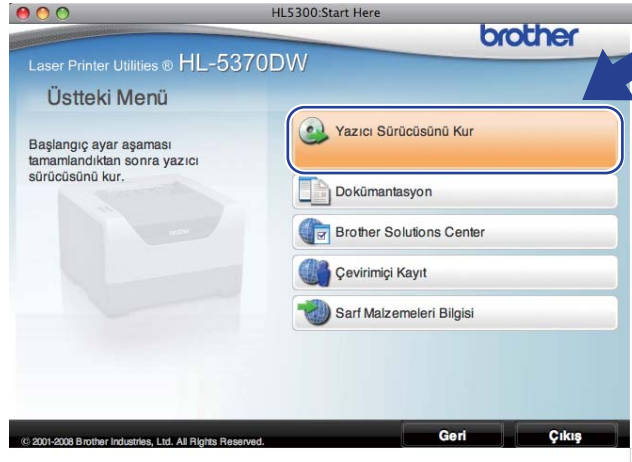 HL5300:Start Here
brother
Laser Printer Utilities ® HL-5370DW
Üstteki Menü
Başlangıç ayar aşaması
tamamlandıktan sonra yazıcı
sürücüsünü kur.
Yazıcı Sürücüsünü Kur
Dokümantasyon
Brother Solutions Center
Çevirimiçi Kayıt
Sarf Malzemeleri Bilgisi
© 2001-2008 Brother Industries, Ltd. All Rights Reserved.
Geri
Çıkış